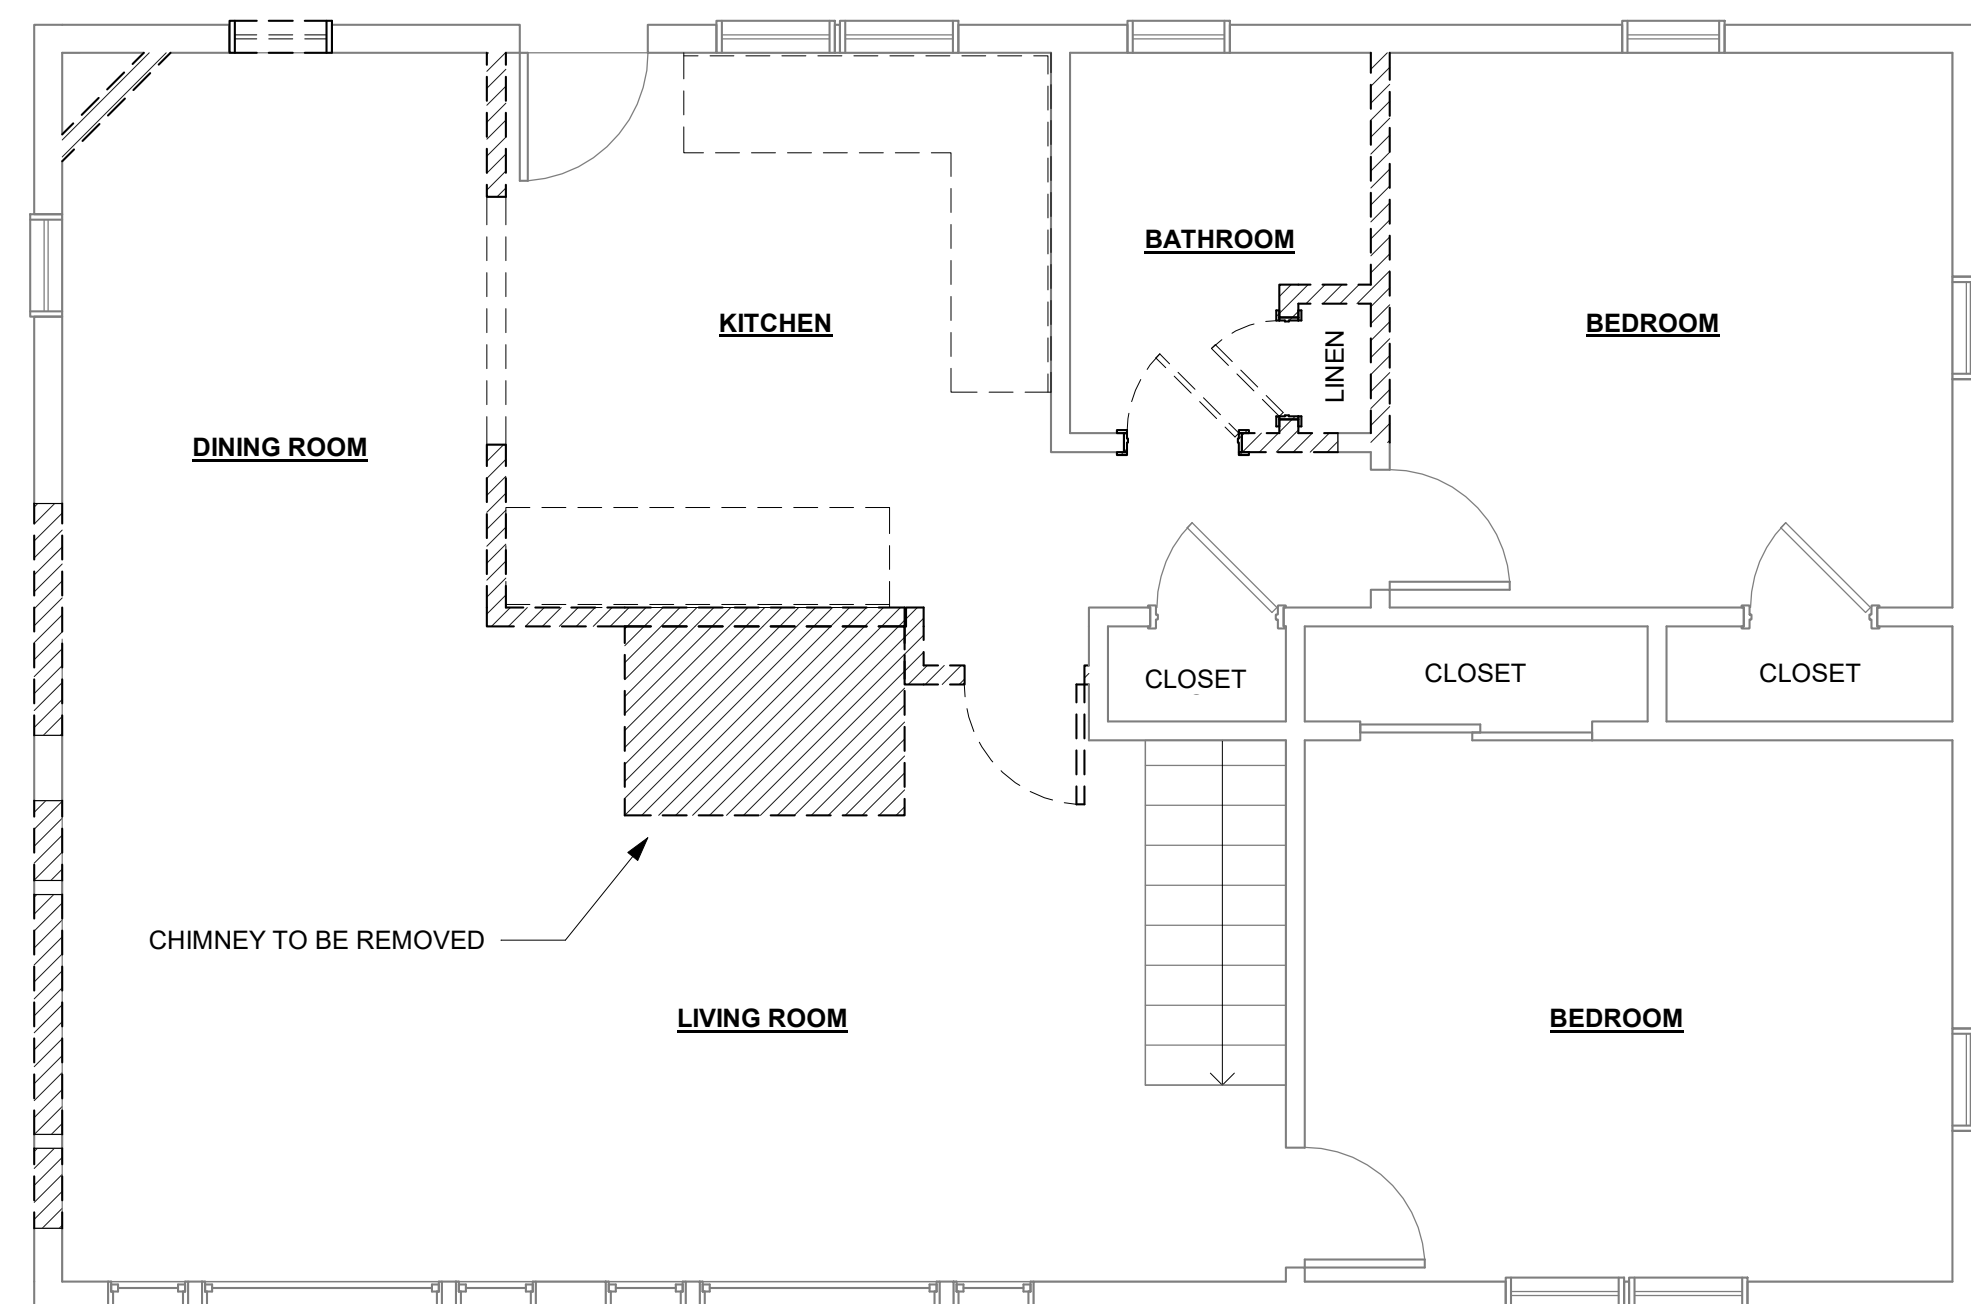 BATHROOM
KITCHEN
BEDROOM
LINEN
DINING ROOM
CLOSET
CLOSET
CLOSET
CHIMNEY TO BE REMOVED
LIVING ROOM
BEDROOM